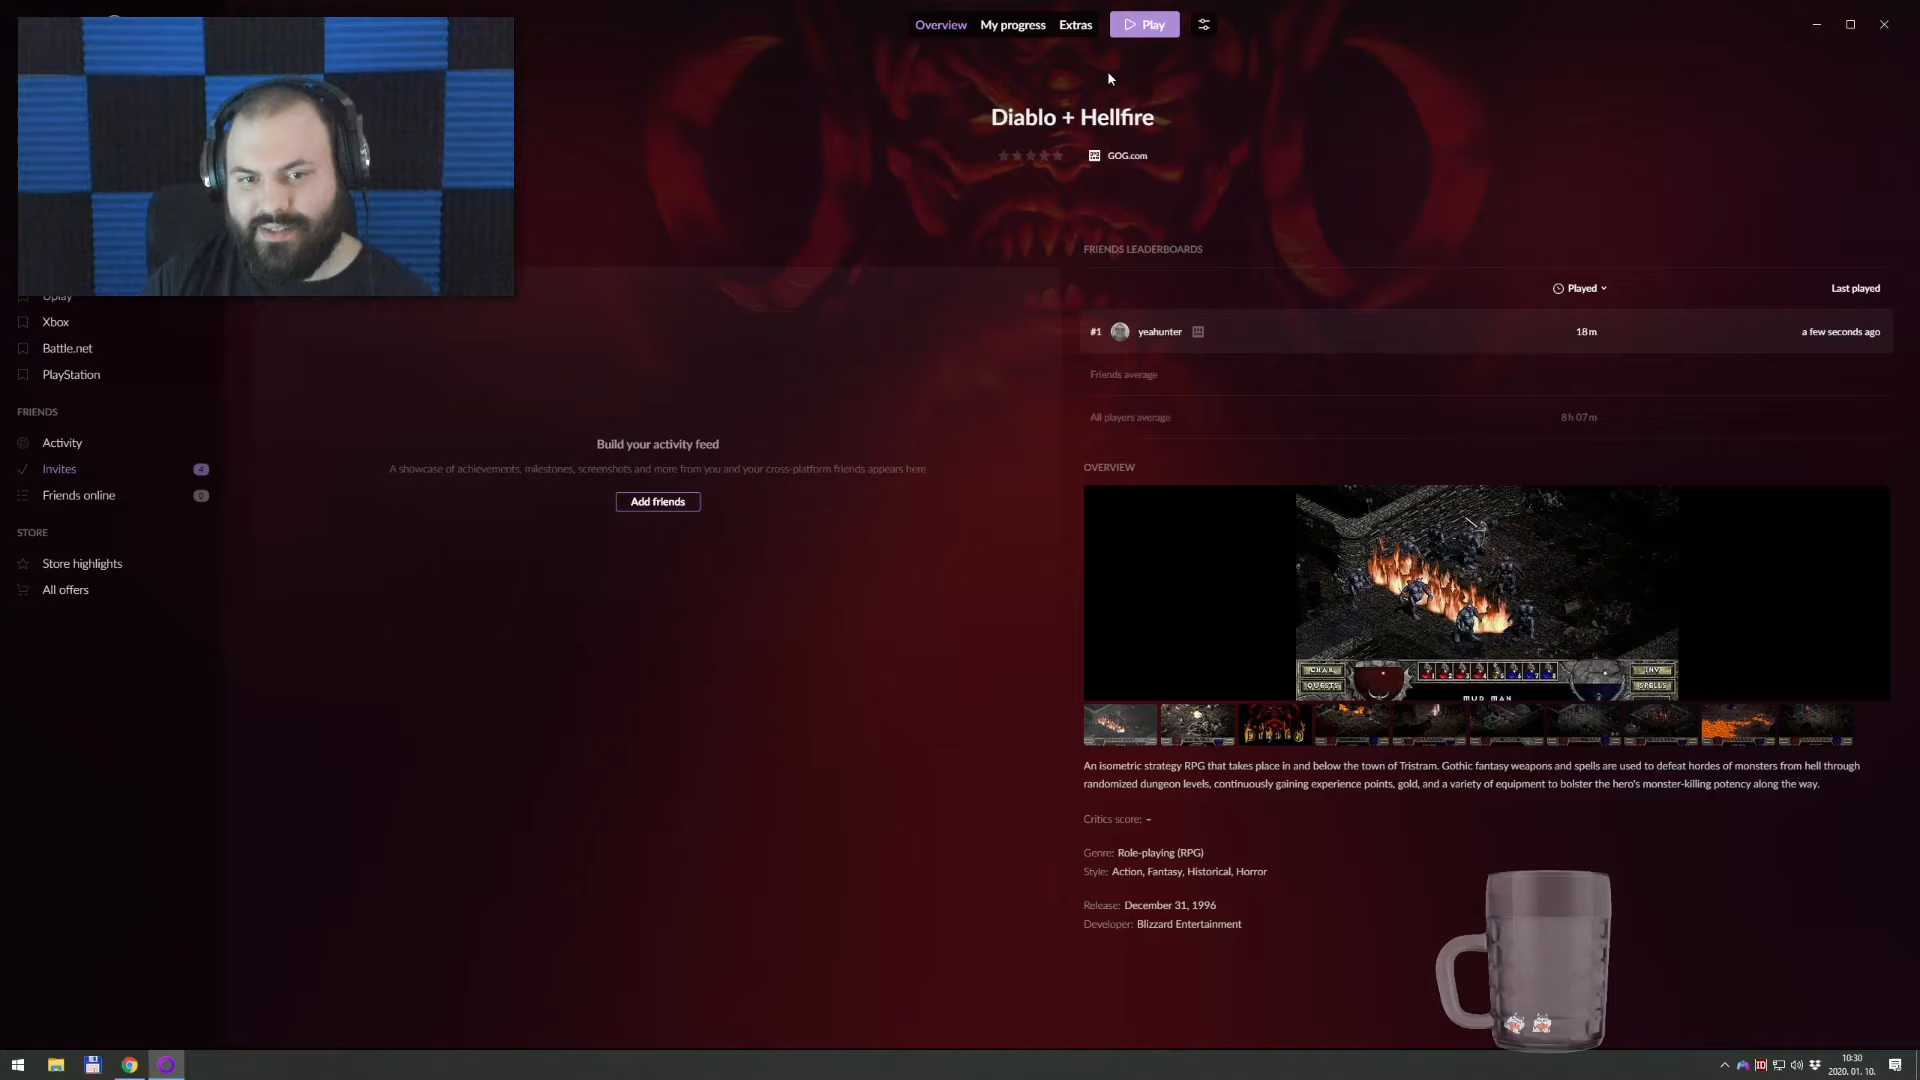 Overview My progress Extras Play
Diablo + Hellfire
GOG.com
FRIENDS LEADERBOARDS
Played Last played
#1 yeahunter 18m a few seconds ago
Friends average
All players average 8h 07m
Uplay
Xbox
Battle.net
PlayStation
FRIENDS
Activity
Invites 4
Friends online 0
STORE
Store highlights
All offers
Build your activity feed
A showcase of achievements, milestones, screenshots and more from you and your cross-platform friends appears here
Add friends
OVERVIEW
CHAR
QUESTS
INV
SPELLS
MUD MAN
DIABLO
An isometric strategy RPG that takes place in and below the town of Tristram. Gothic fantasy weapons and spells are used to defeat hordes of monsters from hell through
randomized dungeon levels, continuously gaining experience points, gold, and a variety of equipment to bolster the hero's monster-killing potency along the way.
Critics score: –
Genre: Role-playing (RPG)
Style: Action, Fantasy, Historical, Horror
Release: December 31, 1996
Developer: Blizzard Entertainment
10:30
2020. 01. 10.